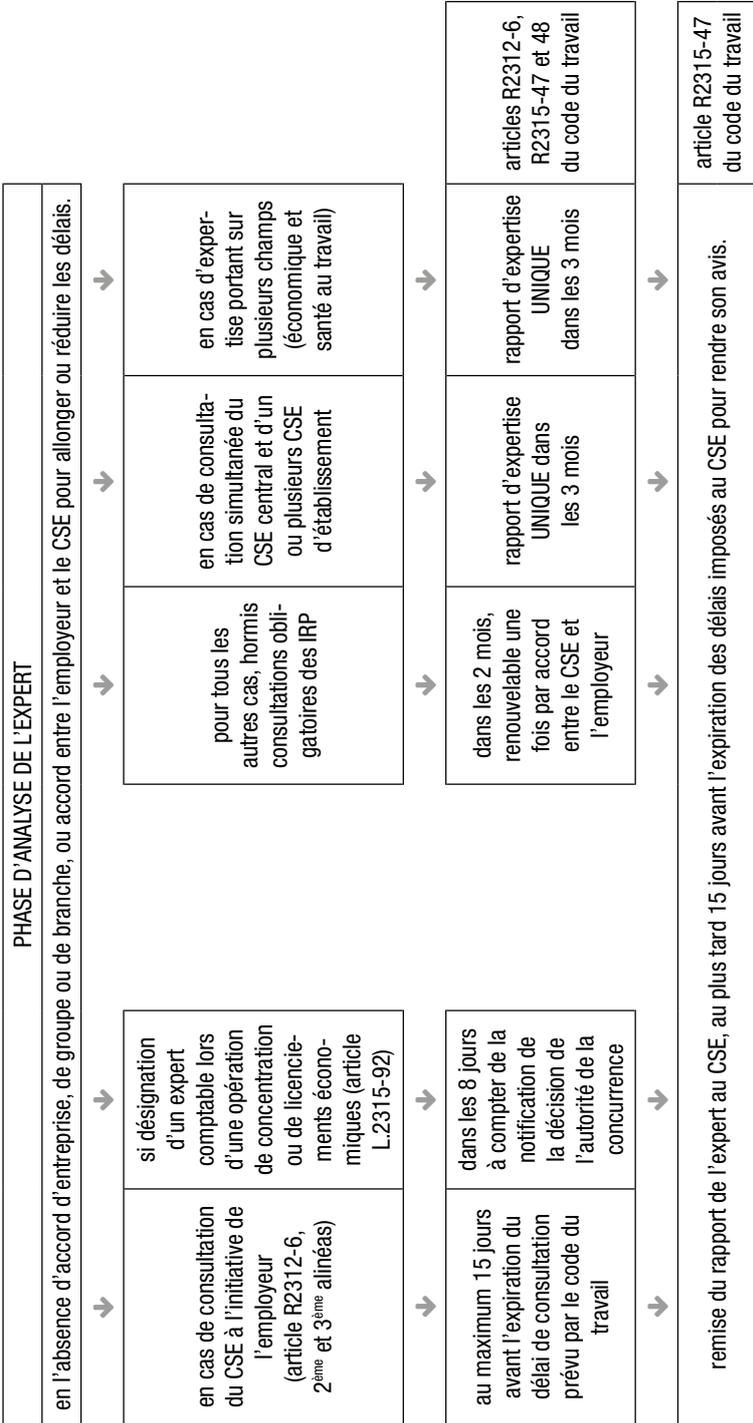 PHASE D'ANALYSE DE L'EXPERT
en l'absence d'accord d'entreprise, de groupe ou de branche, ou accord entre l'employeur et le CSE pour allonger ou réduire les délais.
en cas de consultation
du CSE à l'initiative de
l'employeur
(article R2312-6,
2ème et 3ème alinéas)
si désignation
d'un expert
comptable lors
d'une opération
de concentration
ou de licencie-
ments écono-
miques (article
L.2315-92)
pour tous les
autres cas, hormis
consultations obli-
gatoires des IRP
en cas de consulta-
tion simultanée du
CSE central et d'un
ou plusieurs CSE
d'établissement
en cas d'exper-
tise portant sur
plusieurs champs
(économique et
santé au travail)
au maximum 15 jours
avant l'expiration du
délai de consultation
prévu par le code du
travail
dans les 8 jours
à compter de la
notification de
la décision de
l'autorité de la
concurrence
dans les 2 mois,
renouvelable une
fois par accord
entre le CSE et
l'employeur
rapport d'expertise
UNIQUE dans
les 3 mois
rapport d'expertise
UNIQUE
dans les 3 mois
articles R2312-6,
R2315-47 et 48
du code du travail
remise du rapport de l'expert au CSE, au plus tard 15 jours avant l'expiration des délais imposés au CSE pour rendre son avis.
article R2315-47
du code du travail